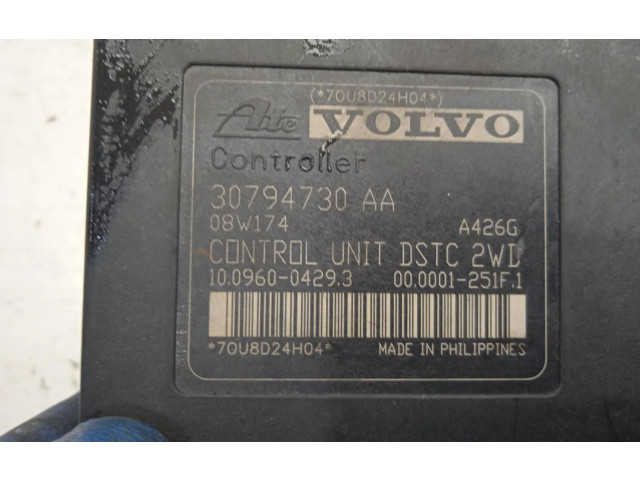 (*70U8D24H04*)
Ate VOLVO
Controller
30794730 AA
08W174 A426G
CONTROL UNIT DSTC 2WD
10.0960-0429.3 00.0001-251F.1
*70U8D24H04* MADE IN PHILIPPINES